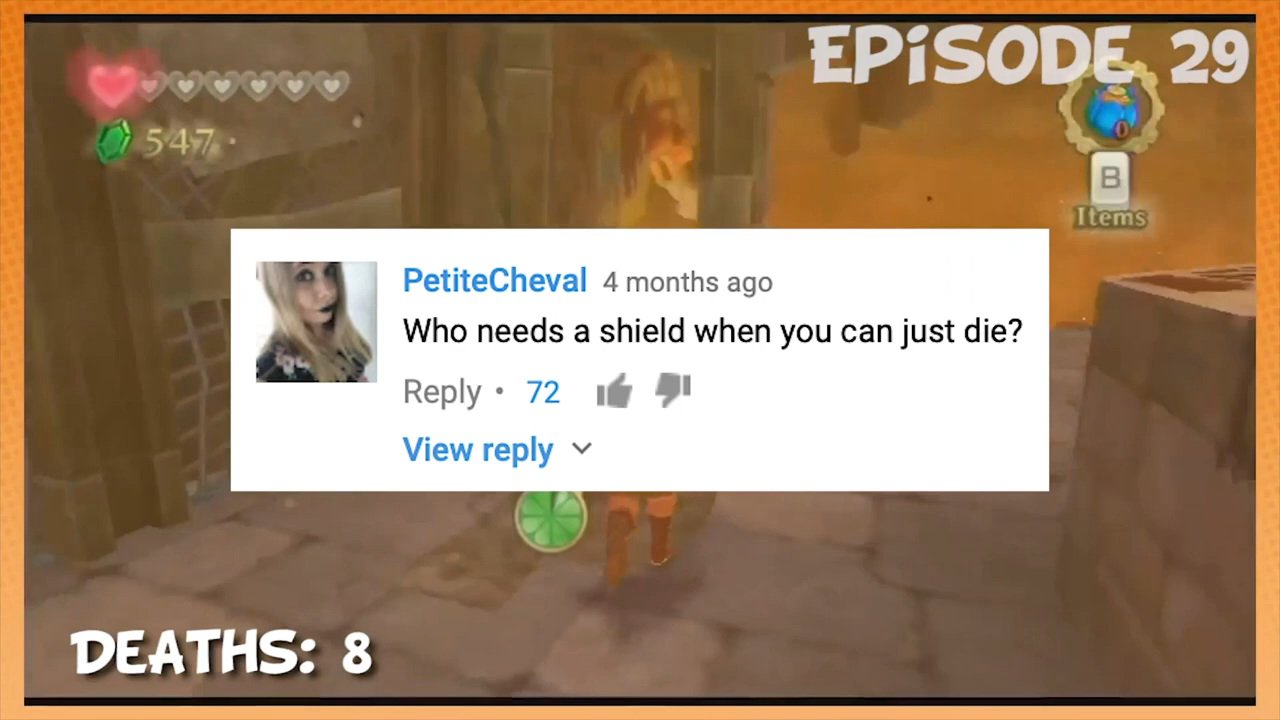 EPiSODE 29
547
0
B
Items
PetiteCheval 4 months ago
Who needs a shield when you can just die?
Reply • 72
View reply
DEATHS: 8